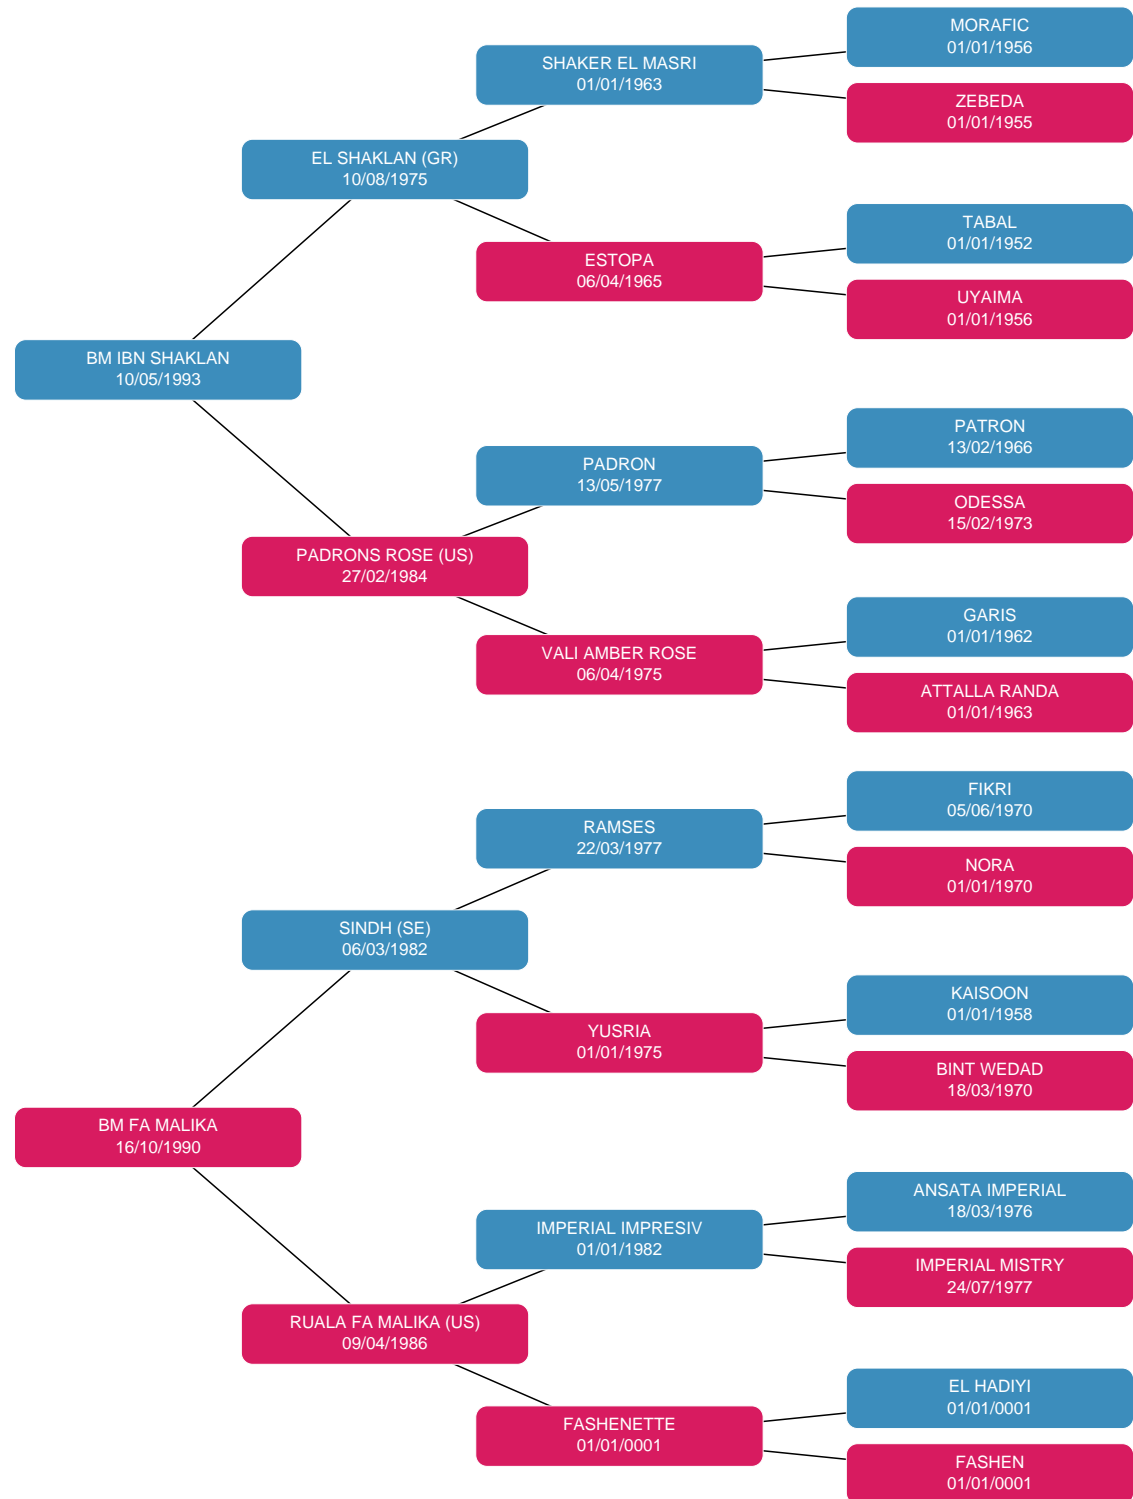 MORAFIC
01/01/1956
SHAKER EL MASRI
01/01/1963
ZEBEDA
01/01/1955
EL SHAKLAN (GR)
10/08/1975
TABAL
01/01/1952
ESTOPA
06/04/1965
UYAIMA
01/01/1956
BM IBN SHAKLAN
10/05/1993
PATRON
13/02/1966
PADRON
13/05/1977
ODESSA
15/02/1973
PADRONS ROSE (US)
27/02/1984
GARIS
01/01/1962
VALI AMBER ROSE
06/04/1975
ATTALLA RANDA
01/01/1963
FIKRI
05/06/1970
RAMSES
22/03/1977
NORA
01/01/1970
SINDH (SE)
06/03/1982
KAISOON
01/01/1958
YUSRIA
01/01/1975
BINT WEDAD
18/03/1970
BM FA MALIKA
16/10/1990
ANSATA IMPERIAL
18/03/1976
IMPERIAL IMPRESIV
01/01/1982
IMPERIAL MISTRY
24/07/1977
RUALA FA MALIKA (US)
09/04/1986
EL HADIYI
01/01/0001
FASHENETTE
01/01/0001
FASHEN
01/01/0001